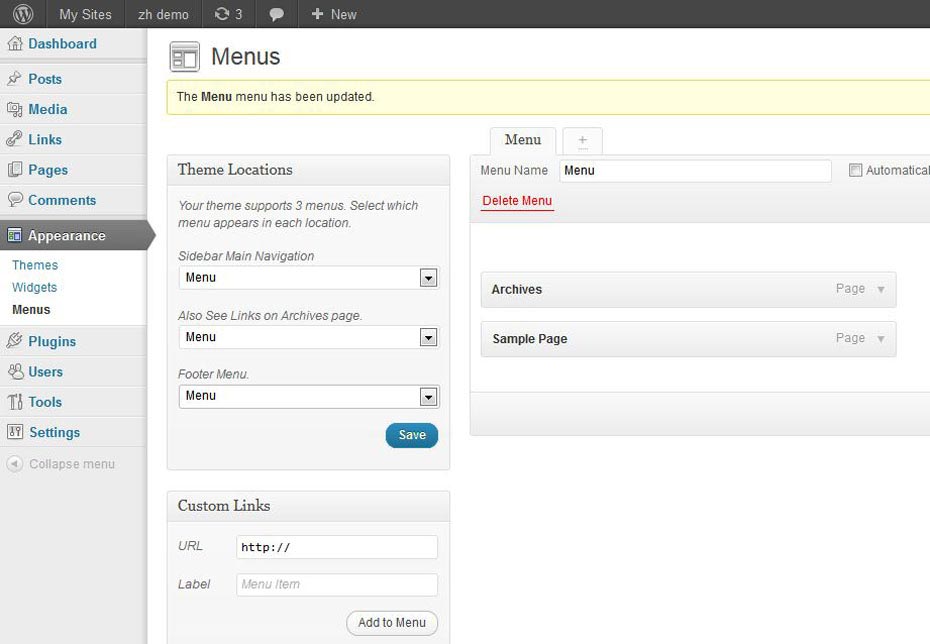 My Sites
zh demo
3
New
Dashboard
Posts
Media
Links
Pages
Comments
Appearance
Themes
Widgets
Menus
Plugins
Users
Tools
Settings
Collapse menu
Menus
The Menu menu has been updated.
Theme Locations
Your theme supports 3 menus. Select which
menu appears in each location.
Sidebar Main Navigation
Menu
Also See Links on Archives page.
Menu
Footer Menu.
Menu
Save
Custom Links
URL http://
Label Menu Item
Add to Menu
Menu +
Menu Name Menu Automatical
Delete Menu
Archives Page
Sample Page Page